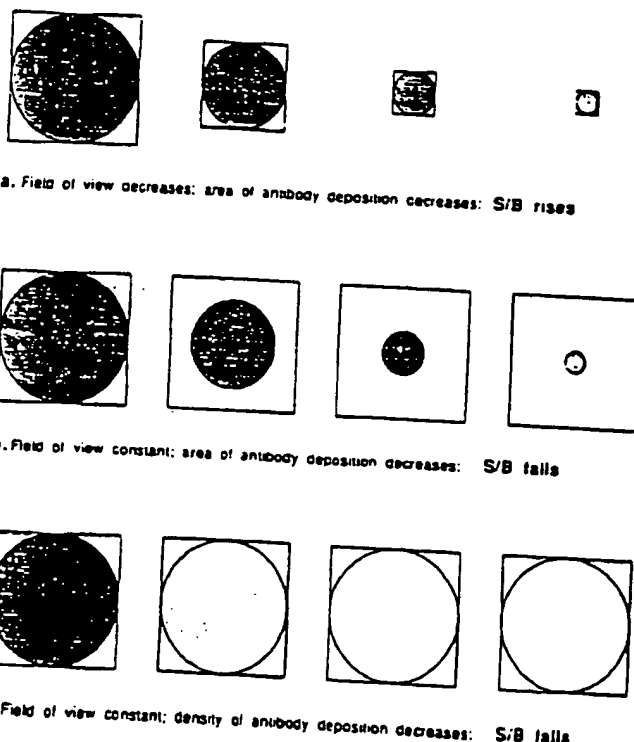 a. Field of view decreases; area of antibody deposition decreases: S/B rises
. Field of view constant; area of antibody deposition decreases: S/B falls
Field of view constant; density of antibody deposition decreases: S/B falls